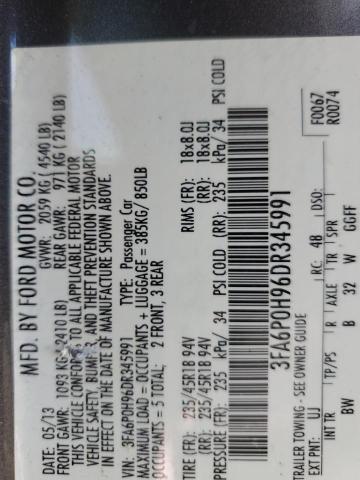 MFD. BY FORD MOTOR CO.
DATE: 05/13 GVWR: 2059 KG ( 4540 LB)
FRONT GAWR: 1093 KG ( 2410 LB) REAR GAWR: 971 KG ( 2140 LB)
THIS VEHICLE CONFORMS TO ALL APPLICABLE FEDERAL MOTOR
VEHICLE SAFETY, BUMPER, AND THEFT PREVENTION STANDARDS
IN EFFECT ON THE DATE OF MANUFACTURE SHOWN ABOVE.
VIN: 3FA6P0H96DR345991 TYPE: Passenger Car
MAXIMUM LOAD = OCCUPANTS + LUGGAGE = 385KG/ 850LB
OCCUPANTS = 5 TOTAL; 2 FRONT, 3 REAR
TIRE (FR): 235/45R18 94V RIMS (FR): 18x8.0J
(RR): 235/45R18 94V (RR): 18x8.0J
PRESSURE (FR): 235 kPa/ 34 PSI COLD (RR): 235 kPa/ 34 PSI COLD
3FA6P0H96DR345991
TRAILER TOWING - SEE OWNER GUIDE F0067
EXT PNT: UJ RC: 48 DSO: R0074
INT TR TP/PS R AXLE TR SPR
BW B 32 W GGFF